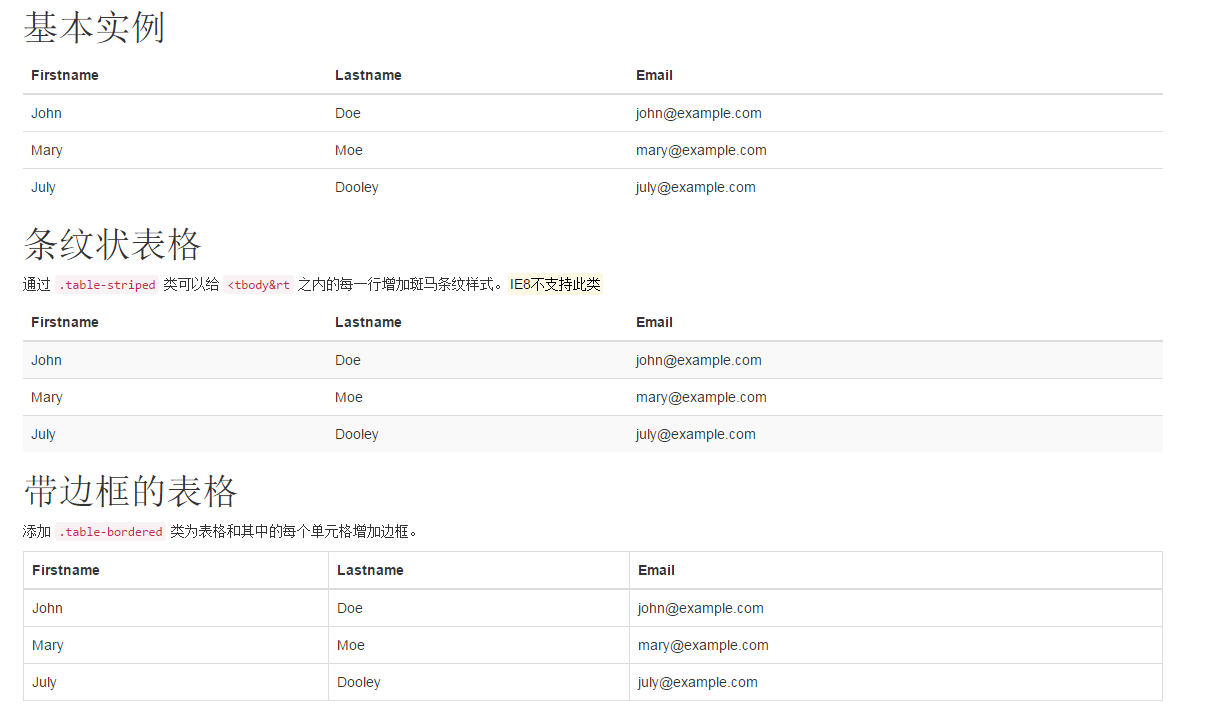 基本实例
Firstname Lastname Email
John Doe john@example.com
Mary Moe mary@example.com
July Dooley july@example.com
条纹状表格
通过 .table-striped 类可以给 <tbody&rt 之内的每一行增加斑马条纹样式。IE8不支持此类
Firstname Lastname Email
John Doe john@example.com
Mary Moe mary@example.com
July Dooley july@example.com
带边框的表格
添加 .table-bordered 类为表格和其中的每个单元格增加边框。
Firstname Lastname Email
John Doe john@example.com
Mary Moe mary@example.com
July Dooley july@example.com